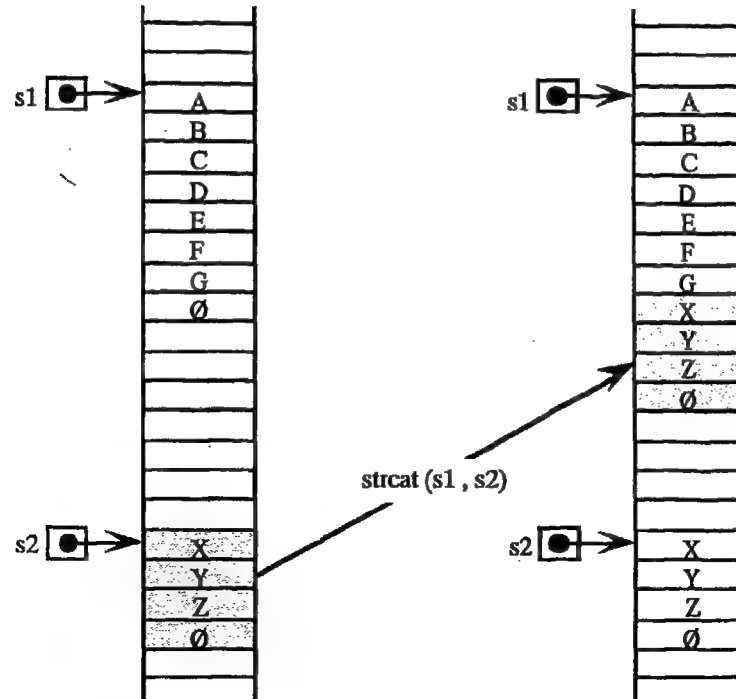 s1
A
B
C
D
E
F
G
Ø
s2
X
Y
Z
Ø
strcat (s1 , s2)
s1
A
B
C
D
E
F
G
X
Y
Z
Ø
s2
X
Y
Z
Ø